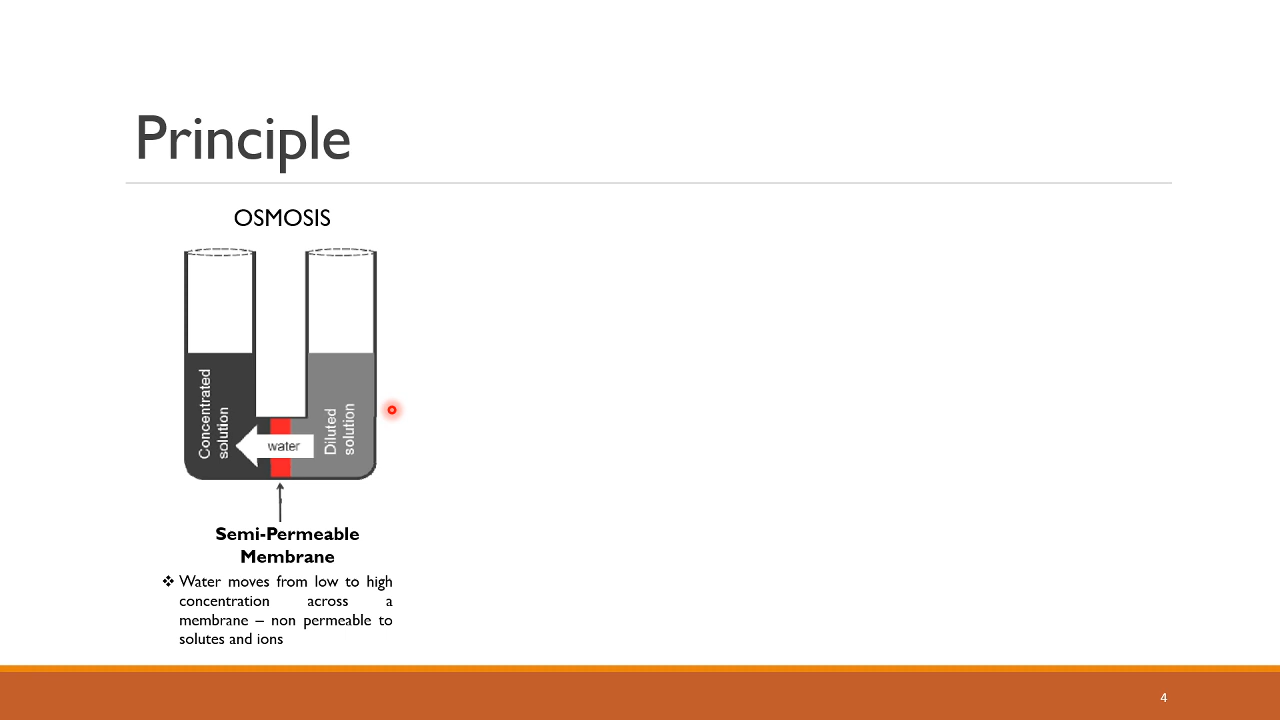 Principle
OSMOSIS
Concentrated
solution
water
Diluted
solution
Semi-Permeable
Membrane
❖ Water moves from low to high
concentration across a
membrane – non permeable to
solutes and ions
4